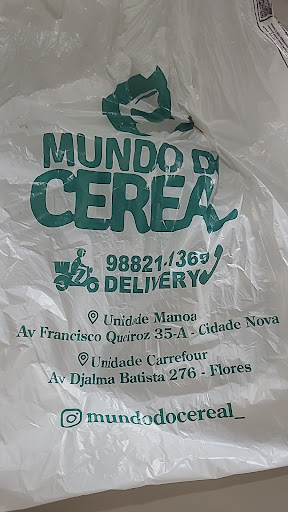 MUNDO D
CEREAL
98821-1369
DELIVERY
Unidade Manoa
Av Francisco Queiroz 35-A - Cidade Nova
Unidade Carrefour
Av Djalma Batista 276 - Flores
mundodocereal_